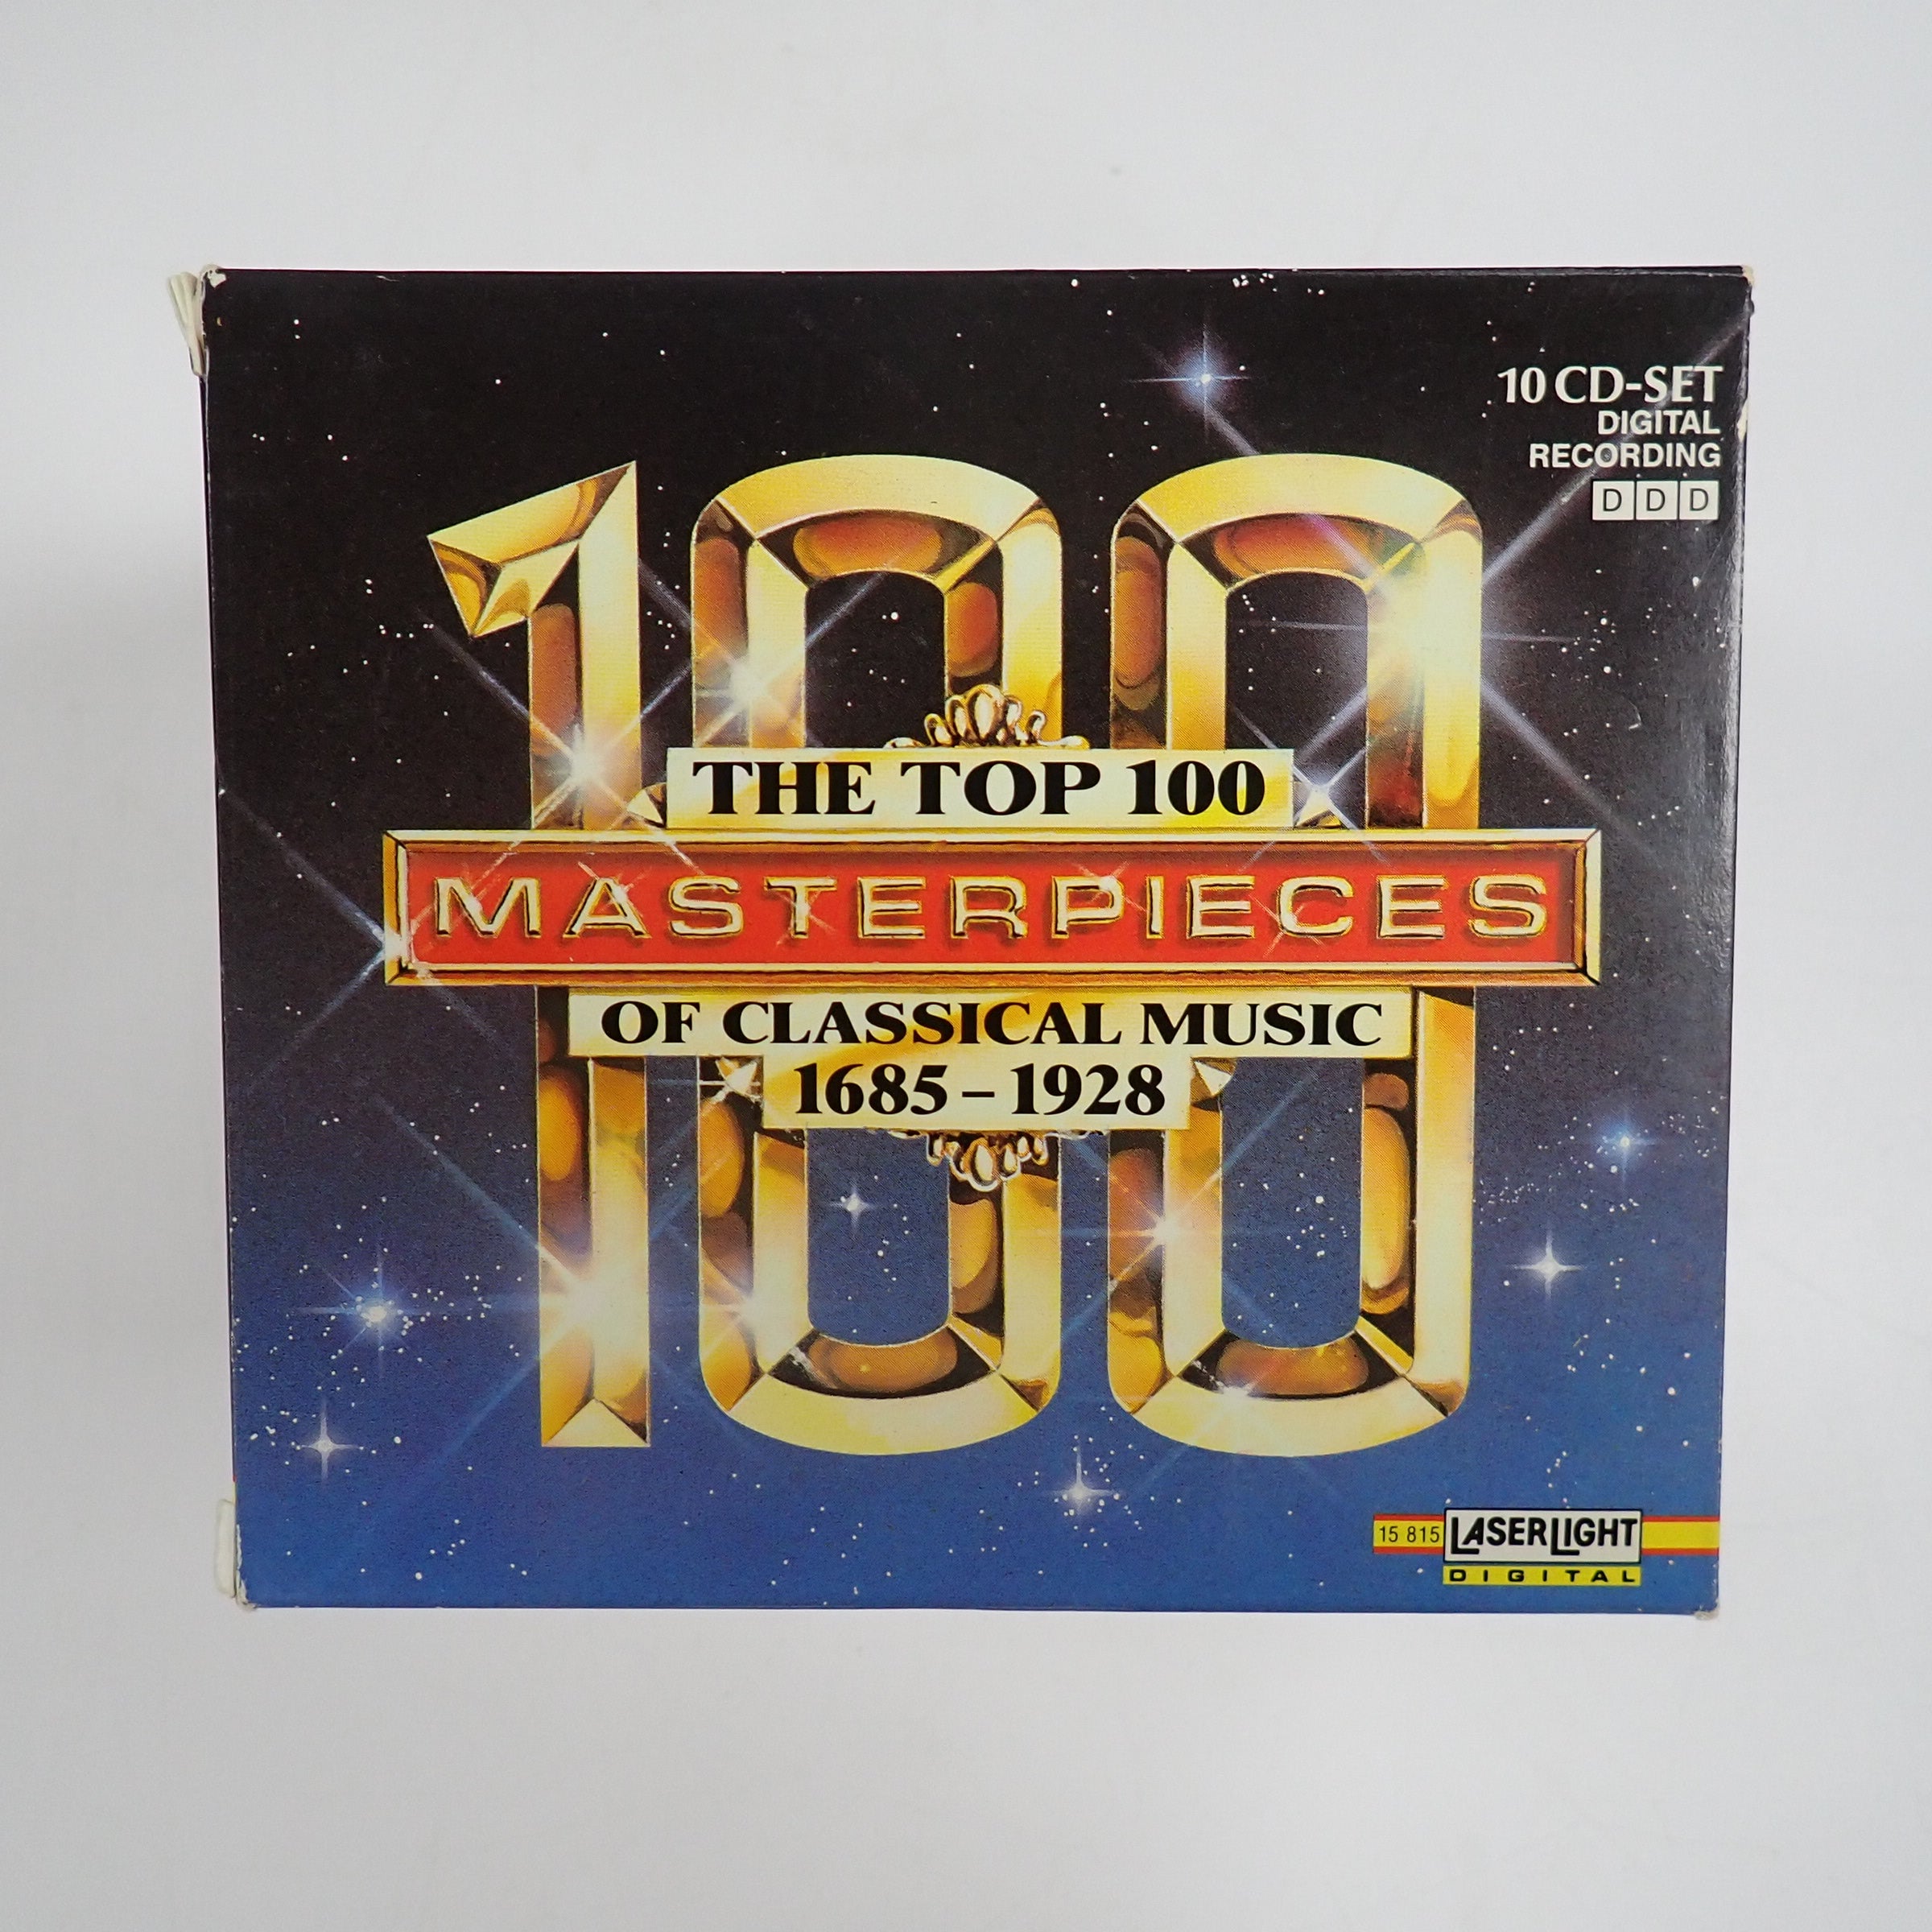 10 CD-SET
DIGITAL
RECORDING
DDD
100
THE TOP 100
MASTERPIECES
OF CLASSICAL MUSIC
1685 – 1928
15 815 LASERLIGHT
DIGITAL